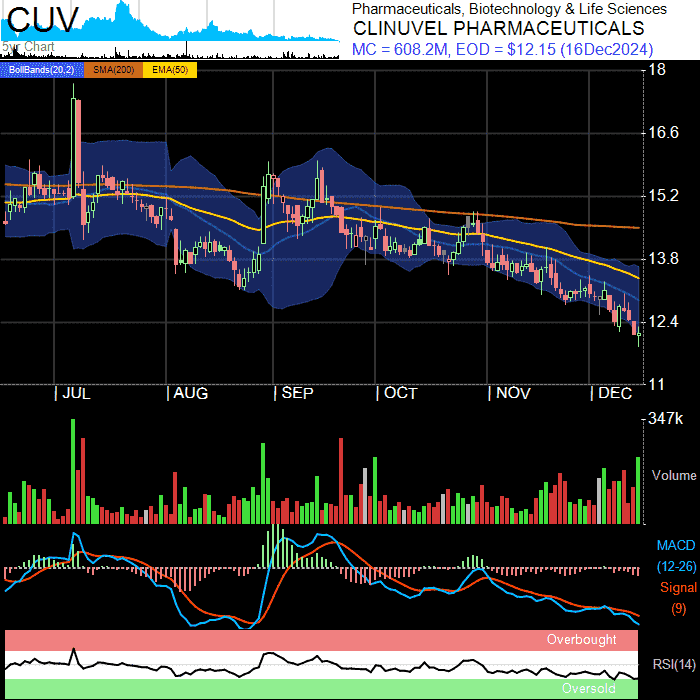 CUV
5yr Chart
Pharmaceuticals, Biotechnology & Life Sciences
CLINUVEL PHARMACEUTICALS
MC = 608.2M, EOD = $12.15 (16Dec2024)
BollBands(20,2) SMA(200) EMA(50)
18
16.6
15.2
13.8
12.4
11
JUL AUG SEP OCT NOV DEC
347k
Volume
MACD
(12-26)
Signal
(9)
Overbought
RSI(14)
Oversold